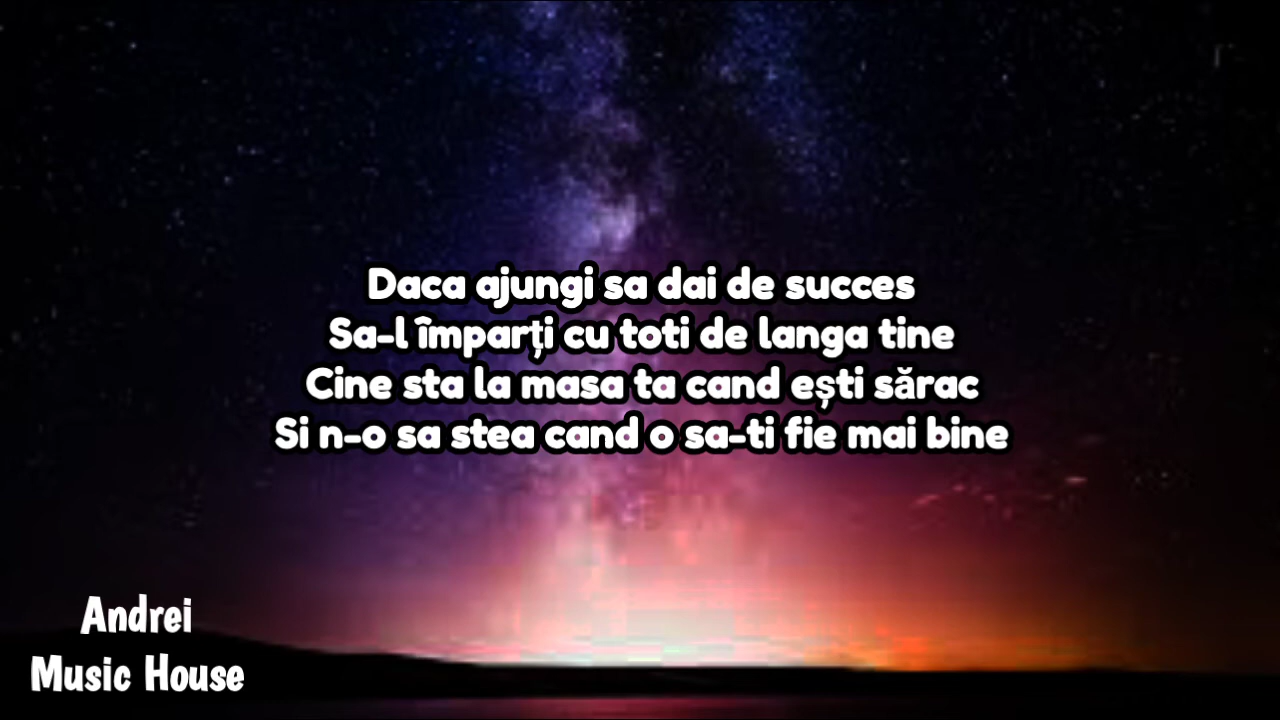 Daca ajungi sa dai de succes
Sa-l împarți cu toti de langa tine
Cine sta la masa ta cand ești sărac
Si n-o sa stea cand o sa-ti fie mai bine
Andrei
Music House